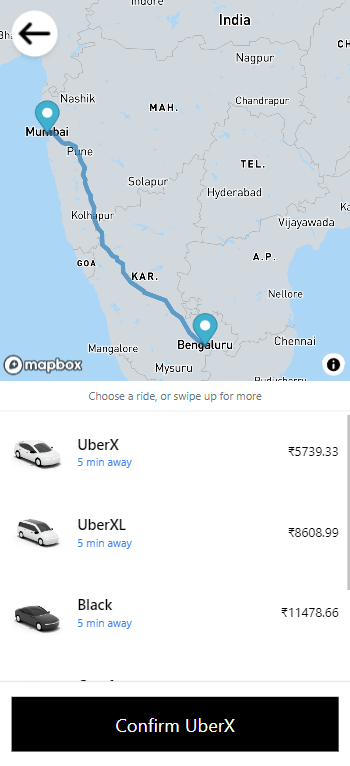 Indore
India
Nagpur
Nashik
MAH.
Chandrapur
Mumbai
Pune
TEL.
Solapur
Hyderabad
Kolhapur
Vijayawada
GOA
A.P.
KAR.
Nellore
Mangalore
Bengaluru
Chennai
Mysuru
Puducherry
mapbox
Choose a ride, or swipe up for more
UberX
₹5739.33
5 min away
UberXL
₹8608.99
5 min away
Black
₹11478.66
5 min away
Confirm UberX